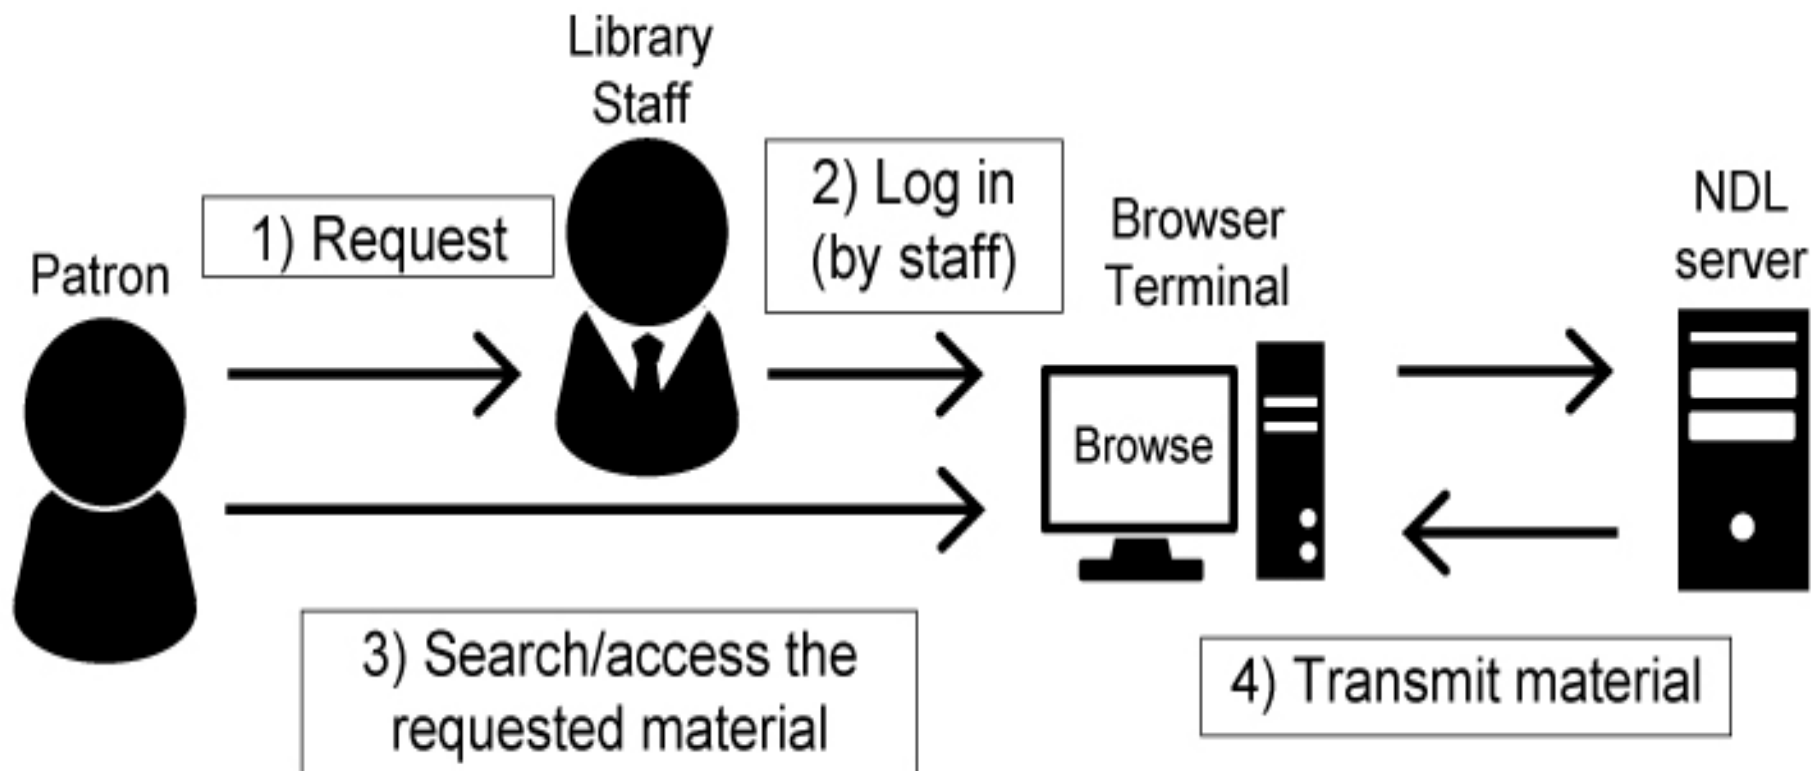 Library
Staff
1) Request
2) Log in
(by staff)
Patron
Browser
Terminal
NDL
server
Browse
3) Search/access the
requested material
4) Transmit material